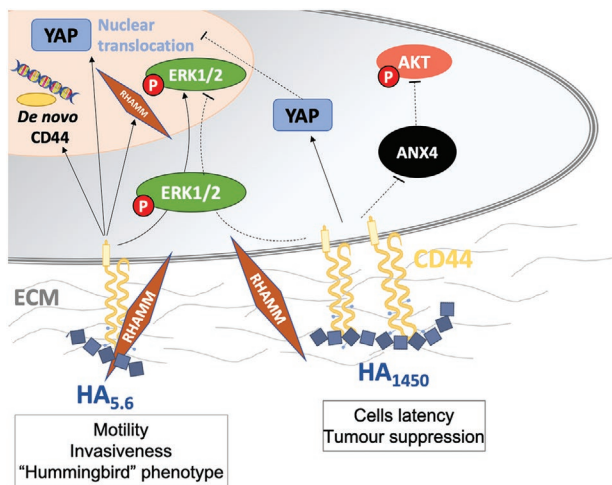 YAP
Nuclear
translocation
De novo
CD44
RHAMM
P
ERK1/2
P
AKT
YAP
ANX4
P
ERK1/2
ECM
RHAMM
RHAMM
CD44
HA5.6
HA1450
Motility
Invasiveness
“Hummingbird” phenotype
Cells latency
Tumour suppression